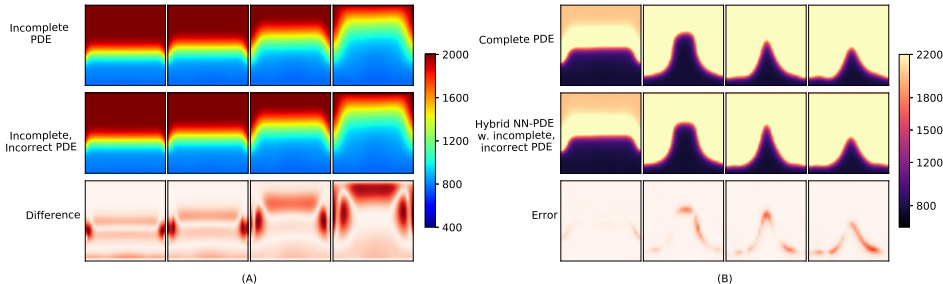 Incomplete
PDE
Incomplete,
Incorrect PDE
Difference
2000
1600
1200
800
400
(A)
Complete PDE
Hybrid NN-PDE
w. incomplete,
incorrect PDE
Error
2200
1800
1500
1200
800
(B)